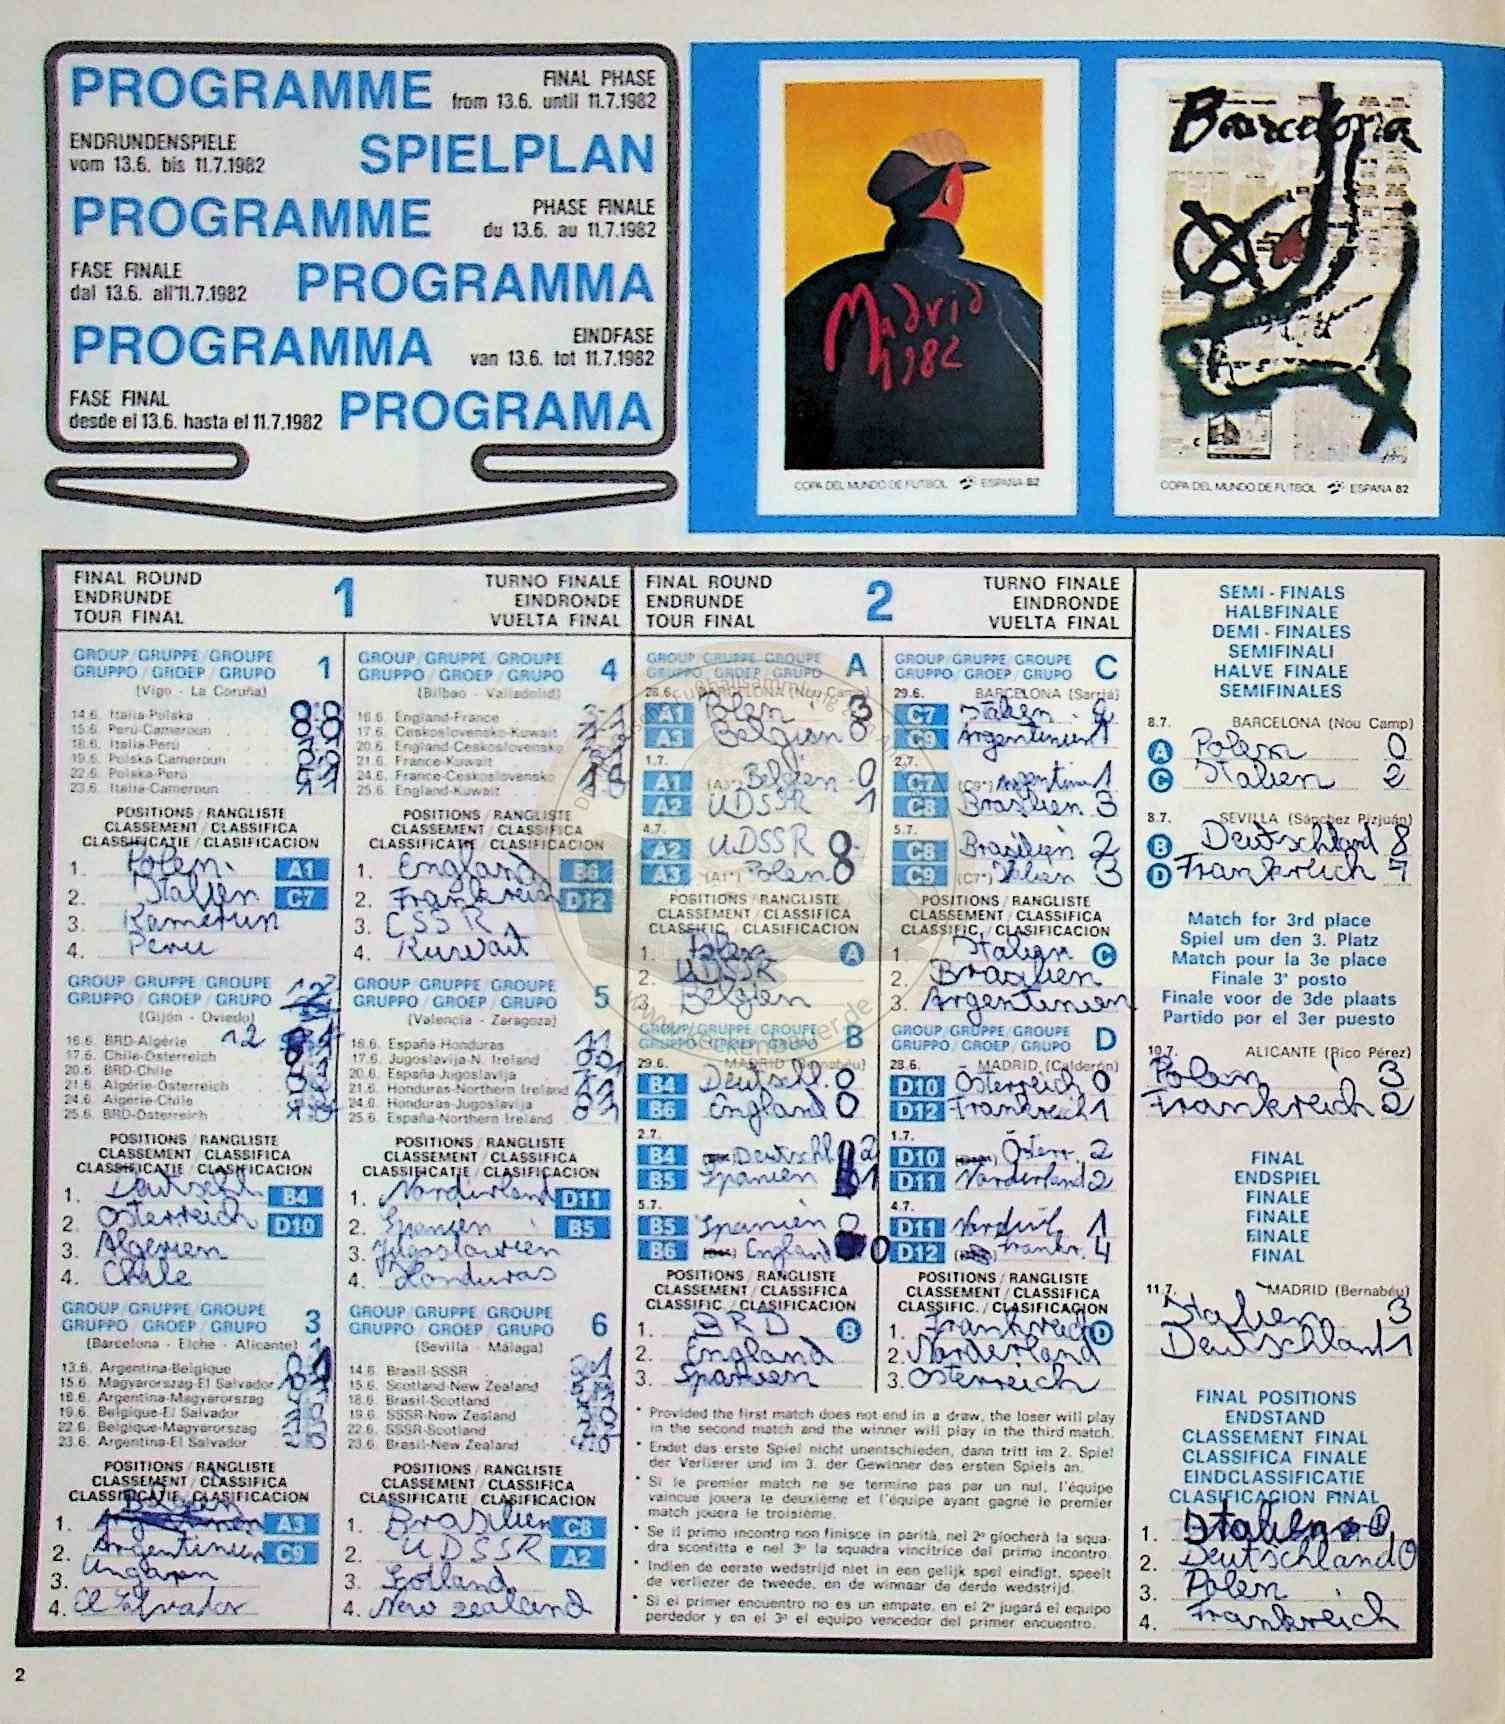 PROGRAMME FINAL PHASE
from 13.6. until 11.7.1982
ENDRUNDENSPIELE
vom 13.6. bis 11.7.1982 SPIELPLAN
PROGRAMME PHASE FINALE
du 13.6. au 11.7.1982
FASE FINALE
dal 13.6. all'11.7.1982 PROGRAMMA
PROGRAMMA EINDFASE
van 13.6. tot 11.7.1982
FASE FINAL
desde el 13.6. hasta el 11.7.1982 PROGRAMA
Madrid
1982
COPA DEL MUNDO DE FUTBOL ESPAÑA 82
Barcelona
COPA DEL MUNDO DE FUTBOL ESPAÑA 82
FINAL ROUND
ENDRUNDE
TOUR FINAL
1
TURNO FINALE
EINDRONDE
VUELTA FINAL
GROUP/GRUPPE/GROUPE
GRUPPO/GROEP/GRUPO 1
(Vigo - La Coruña)
14.6. Italia-Polska
15.6. Perú-Cameroun
18.6. Italia-Perú
19.6. Polska-Cameroun
22.6. Polska-Perú
23.6. Italia-Cameroun
POSITIONS/RANGLISTE
CLASSEMENT/CLASSIFICA
CLASSIFICATIE/CLASIFICACION
1. Polen A1
2. Italien C7
3. Kamerun
4. Peru
GROUP/GRUPPE/GROUPE
GRUPPO/GROEP/GRUPO 2
(Gijón - Oviedo)
16.6. BRD-Algérie 12
17.6. Chile-Österreich
20.6. BRD-Chile
21.6. Algérie-Österreich
24.6. Algérie-Chile
25.6. BRD-Österreich
POSITIONS/RANGLISTE
CLASSEMENT/CLASSIFICA
CLASSIFICATIE/CLASIFICACION
1. Deutschl. B4
2. Österreich D10
3. Algerien
4. Chile
GROUP/GRUPPE/GROUPE
GRUPPO/GROEP/GRUPO 3
(Barcelona - Elche - Alicante)
13.6. Argentina-Belgique
15.6. Magyarorszag-El Salvador
18.6. Argentina-Magyarorszag
19.6. Belgique-El Salvador
22.6. Belgique-Magyarorszag
23.6. Argentina-El Salvador
POSITIONS/RANGLISTE
CLASSEMENT/CLASSIFICA
CLASSIFICATIE/CLASIFICACION
Belgien
1. A3
2. Argentinien C9
3. Ungarn
4. El Salvador
GROUP/GRUPPE/GROUPE
GRUPPO/GROEP/GRUPO 4
(Bilbao - Valladolid)
16.6. England-France
17.6. Ceskoslovensko-Kuwait
20.6. England-Ceskoslovensko
21.6. France-Kuwait
24.6. France-Ceskoslovensko
25.6. England-Kuwait
POSITIONS/RANGLISTE
CLASSEMENT/CLASSIFICA
CLASSIFICATIE/CLASIFICACION
1. England B6
2. Frankreich D12
3. CSSR
4. Kuwait
GROUP/GRUPPE/GROUPE
GRUPPO/GROEP/GRUPO 5
(Valencia - Zaragoza)
16.6. España-Honduras 11
17.6. Jugoslavija-N. Ireland 00
20.6. España-Jugoslavija
21.6. Honduras-Northern Ireland
24.6. Honduras-Jugoslavija
25.6. España-Northern Ireland
POSITIONS/RANGLISTE
CLASSEMENT/CLASSIFICA
CLASSIFICATIE/CLASIFICACION
1. Nordirland D11
2. Spanien B5
3. Jugoslawien
4. Honduras
GROUP/GRUPPE/GROUPE
GRUPPO/GROEP/GRUPO 6
(Sevilla - Málaga)
14.6. Brasil-SSSR
15.6. Scotland-New Zealand
18.6. Brasil-Scotland
19.6. SSSR-New Zealand
22.6. SSSR-Scotland
23.6. Brasil-New Zealand
POSITIONS/RANGLISTE
CLASSEMENT/CLASSIFICA
CLASSIFICATIE/CLASIFICACION
1. Brasilien C8
2. UDSSR A2
3. Scotland
4. New Zealand
FINAL ROUND
ENDRUNDE
TOUR FINAL
2
TURNO FINALE
EINDRONDE
VUELTA FINAL
GROUP/GRUPPE/GROUPE
GRUPPO/GROEP/GRUPO A
28.6. BARCELONA (Nou Camp)
A1 Polen 3
A3 Belgien 0
1.7.
A1 (A3*) Belgien 0
A2 UDSSR 1
4.7.
A2 UDSSR 0
A3 (A1*) Polen 0
POSITIONS/RANGLISTE
CLASSEMENT/CLASSIFICA
CLASSIFIC./CLASIFICACION
1. Polen A
2. UDSSR
3. Belgien
GROUP/GRUPPE/GROUPE
GRUPPO/GROEP/GRUPO B
29.6. MADRID (Bernabéu)
B4 Deutschl. 0
B6 England 0
2.7.
B4 Deutschl. 2
B5 Spanien 1
5.7.
B5 Spanien 0
B6 England 0
POSITIONS/RANGLISTE
CLASSEMENT/CLASSIFICA
CLASSIFIC./CLASIFICACION
1. BRD B
2. England
3. Spanien
GROUP/GRUPPE/GROUPE
GRUPPO/GROEP/GRUPO C
29.6. BARCELONA (Sarriá)
C7 Italien 2
C9 Argentinien 1
2.7.
C7 (C9*) Argentinien 1
C8 Brasilien 3
5.7.
C8 Brasilien 2
C9 (C7*) Italien 3
POSITIONS/RANGLISTE
CLASSEMENT/CLASSIFICA
CLASSIFIC./CLASIFICACION
1. Italien C
2. Brasilien
3. Argentinien
GROUP/GRUPPE/GROUPE
GRUPPO/GROEP/GRUPO D
28.6. MADRID (Calderón)
D10 Österreich 0
D12 Frankreich 1
1.7.
D10 Österr. 2
D11 Nordirland 2
4.7.
D11 Nordirl. 1
D12 Frankr. 4
POSITIONS/RANGLISTE
CLASSEMENT/CLASSIFICA
CLASSIFIC./CLASIFICACION
1. Frankreich D
2. Nordirland
3. Österreich
* Provided the first match does not end in a draw, the loser will play
in the second match and the winner will play in the third match.
* Endet das erste Spiel nicht unentschieden, dann tritt im 2. Spiel
der Verlierer und im 3. der Gewinner des ersten Spiels an.
* Si le premier match ne se termine pas par un nul, l'équipe
vaincue jouera le deuxième et l'équipe ayant gagné le premier
match jouera le troisième.
* Se il primo incontro non finisce in parità, nel 2º giocherà la squa-
dra sconfitta e nel 3º la squadra vincitrice del primo incontro.
* Indien de eerste wedstrijd niet in een gelijk spel eindigt, speelt
de verliezer de tweede, en de winnaar de derde wedstrijd.
* Si el primer encuentro no es un empate, en el 2º jugará el equipo
perdedor y en el 3º el equipo vencedor del primer encuentro.
SEMI-FINALS
HALBFINALE
DEMI-FINALES
SEMIFINALI
HALVE FINALE
SEMIFINALES
8.7. BARCELONA (Nou Camp)
A Polen 0
C Italien 2
8.7. SEVILLA (Sánchez Pizjuán)
B Deutschland 8
D Frankreich 7
Match for 3rd place
Spiel um den 3. Platz
Match pour la 3e place
Finale 3º posto
Finale voor de 3de plaats
Partido por el 3er puesto
10.7. ALICANTE (Rico Pérez)
Polen 3
Frankreich 2
FINAL
ENDSPIEL
FINALE
FINALE
FINALE
FINAL
11.7. MADRID (Bernabéu)
Italien 3
Deutschland 1
FINAL POSITIONS
ENDSTAND
CLASSEMENT FINAL
CLASSIFICA FINALE
EINDCLASSIFICATIE
CLASIFICACION FINAL
1. Italien
2. Deutschland
3. Polen
4. Frankreich
2